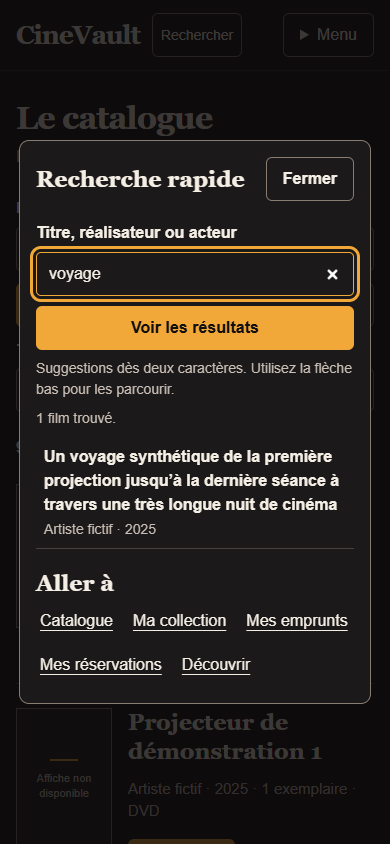 CineVault
Rechercher
▶ Menu
Le catalogue
Recherche rapide
Fermer
Titre, réalisateur ou acteur
voyage
×
Voir les résultats
Suggestions dès deux caractères. Utilisez la flèche
bas pour les parcourir.
1 film trouvé.
Un voyage synthétique de la première
projection jusqu’à la dernière séance à
travers une très longue nuit de cinéma
Artiste fictif · 2025
Aller à
Catalogue
Ma collection
Mes emprunts
Mes réservations
Découvrir
Projecteur de
démonstration 1
Affiche non
disponible
Artiste fictif · 2025 · 1 exemplaire ·
DVD